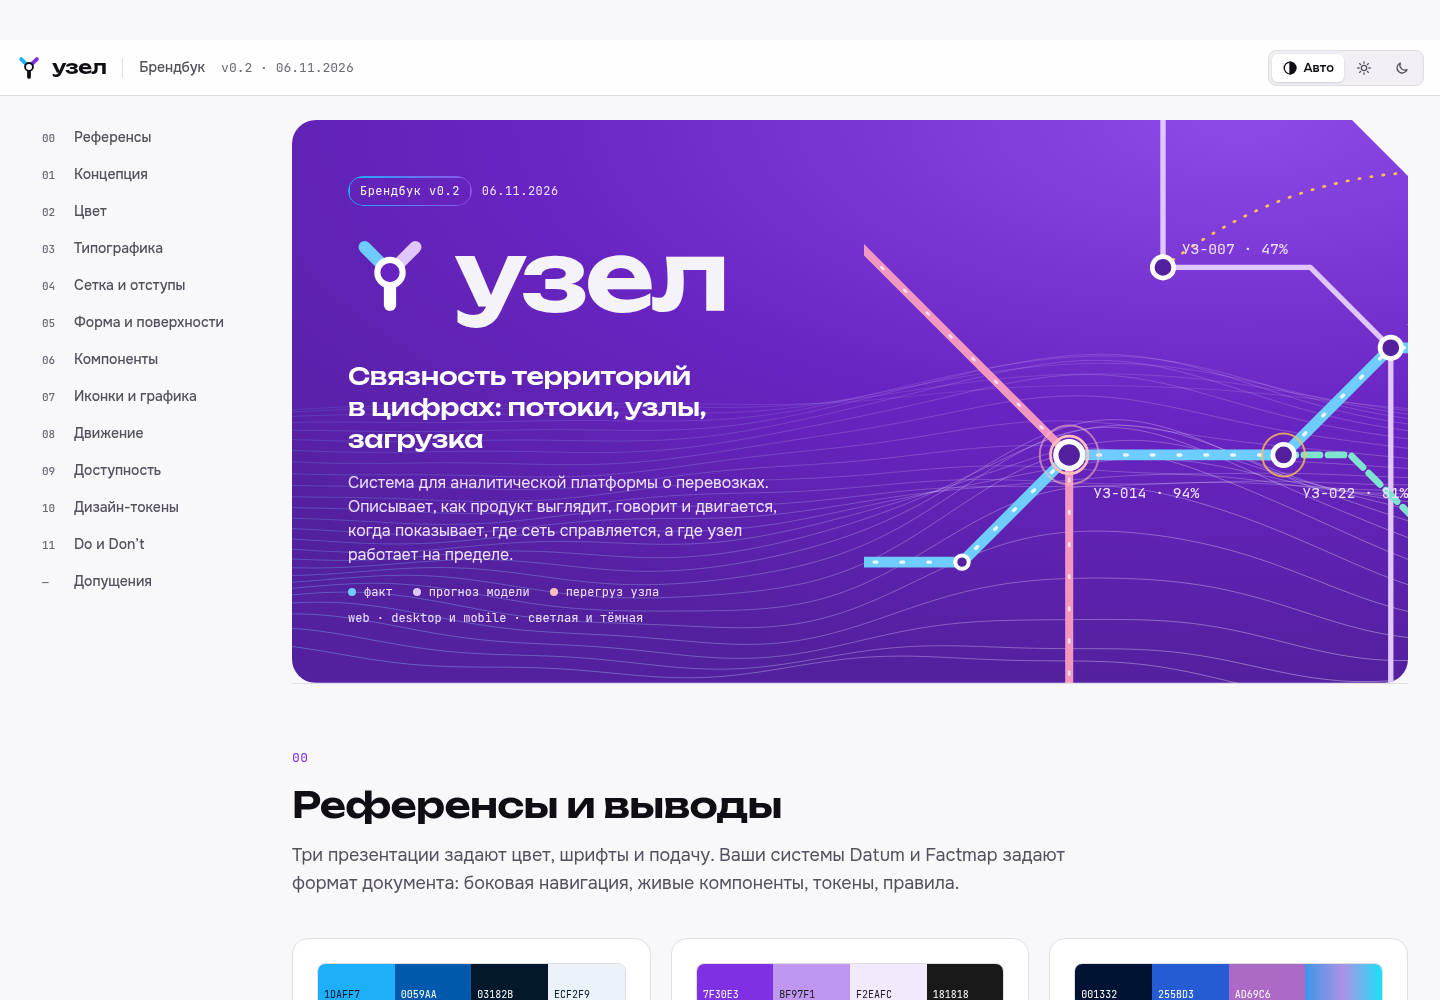 узел
Брендбук
v0.2 · 06.11.2026
Авто
00 Референсы
01 Концепция
02 Цвет
03 Типографика
04 Сетка и отступы
05 Форма и поверхности
06 Компоненты
07 Иконки и графика
08 Движение
09 Доступность
10 Дизайн-токены
11 Do и Don’t
— Допущения
Брендбук v0.2 06.11.2026
узел
Связность территорий
в цифрах: потоки, узлы,
загрузка
Система для аналитической платформы о перевозках.
Описывает, как продукт выглядит, говорит и двигается,
когда показывает, где сеть справляется, а где узел
работает на пределе.
факт прогноз модели перегруз узла
web · desktop и mobile · светлая и тёмная
УЗ-007 · 47%
УЗ-014 · 94%
УЗ-022 · 81%
00
Референсы и выводы
Три презентации задают цвет, шрифты и подачу. Ваши системы Datum и Factmap задают
формат документа: боковая навигация, живые компоненты, токены, правила.
1DAFF7 0059AA 03182B ECF2F9
7F30E3 BF97F1 F2EAFC 181818
001332 255BD3 AD69C6